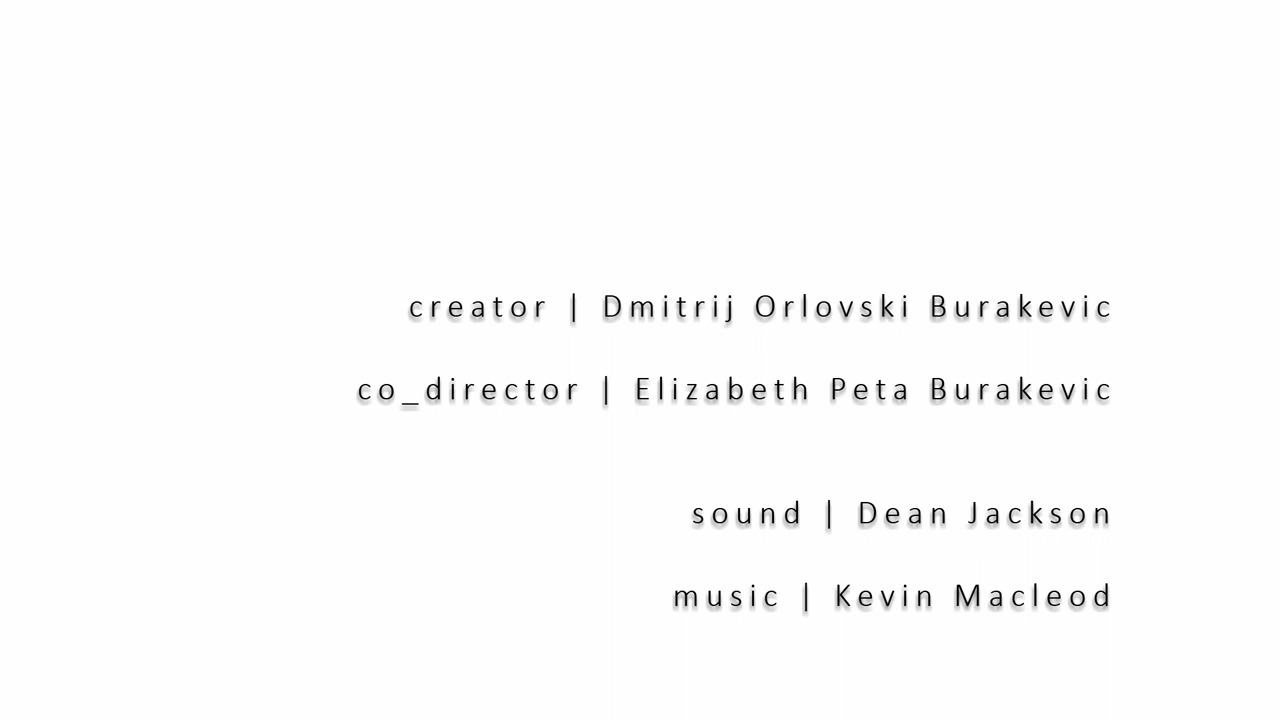 creator | Dmitrij Orlovski Burakevic
co_director | Elizabeth Peta Burakevic
sound | Dean Jackson
music | Kevin Macleod